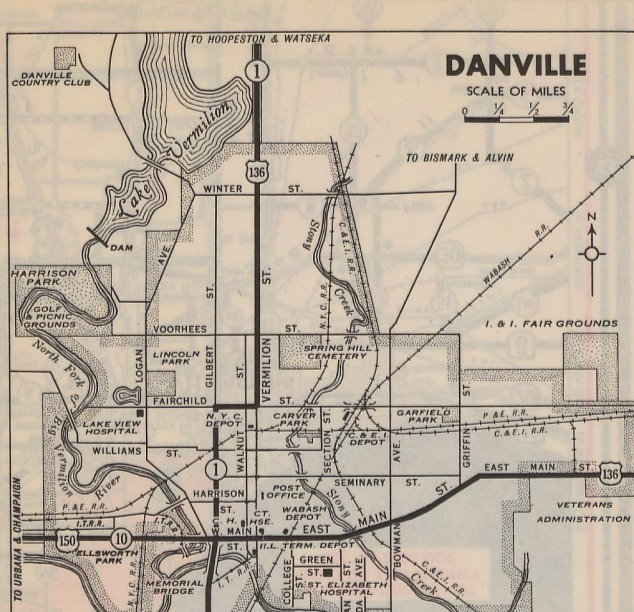 TO HOOPESTON & WATSEKA
DANVILLE
SCALE OF MILES
0 1/4 1/2 3/4
DANVILLE
COUNTRY CLUB
1
Lake Vermilion
136
TO BISMARK & ALVIN
WINTER ST.
DAM
AVE.
Stony
Creek
C.& E.I. R.R.
N.Y.C. R.R.
WABASH R.R.
N
HARRISON
PARK
GOLF
& PICNIC
GROUNDS
ST.
ST.
I. & I. FAIR GROUNDS
VOORHEES ST.
North Fork of
Big
Vermilion
River
LOGAN
LINCOLN
PARK
GILBERT
ST.
VERMILION
SPRING HILL
CEMETERY
ST.
FAIRCHILD ST.
LAKE VIEW
HOSPITAL
N.Y.C.
DEPOT
CARVER
PARK
GARFIELD
PARK
P & E. R.R.
C.& E.I. R.R.
WILLIAMS ST.
WALNUT
SECTION ST.
C.& E.I.
DEPOT
AVE.
GRIFFIN
1
EAST MAIN ST.
136
HARRISON
SEMINARY ST.
POST
OFFICE
Stony
ST.
VETERANS
ADMINISTRATION
P.& E. R.R.
I.T.R.R.
I.T.R.R.
ST.
C. H.
CT.
HSE.
WABASH
DEPOT
MAIN
EAST MAIN
150
10
ELLSWORTH
PARK
ST.
ILL. TERM. DEPOT
TO URBANA & CHAMPAIGN
N.Y.C. R.R.
MEMORIAL
BRIDGE
I.T. R.R.
COLLEGE
ST.
GREEN
ST.
ST. ELIZABETH
HOSPITAL
AVE.
BOWMAN
C.& E.I. R.R.
Creek